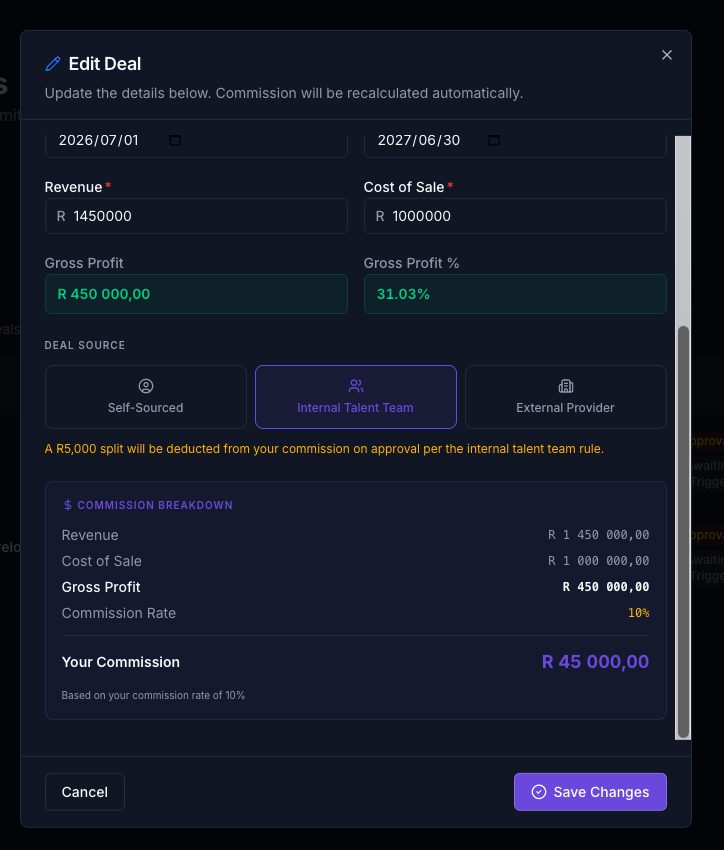 Edit Deal
Update the details below. Commission will be recalculated automatically.
2026/07/01 2027/06/30
Revenue* Cost of Sale*
R 1450000 R 1000000
Gross Profit Gross Profit %
R 450 000,00 31.03%
DEAL SOURCE
Self-Sourced Internal Talent Team External Provider
A R5,000 split will be deducted from your commission on approval per the internal talent team rule.
$ COMMISSION BREAKDOWN
Revenue R 1 450 000,00
Cost of Sale R 1 000 000,00
Gross Profit R 450 000,00
Commission Rate 10%
Your Commission R 45 000,00
Based on your commission rate of 10%
Cancel Save Changes